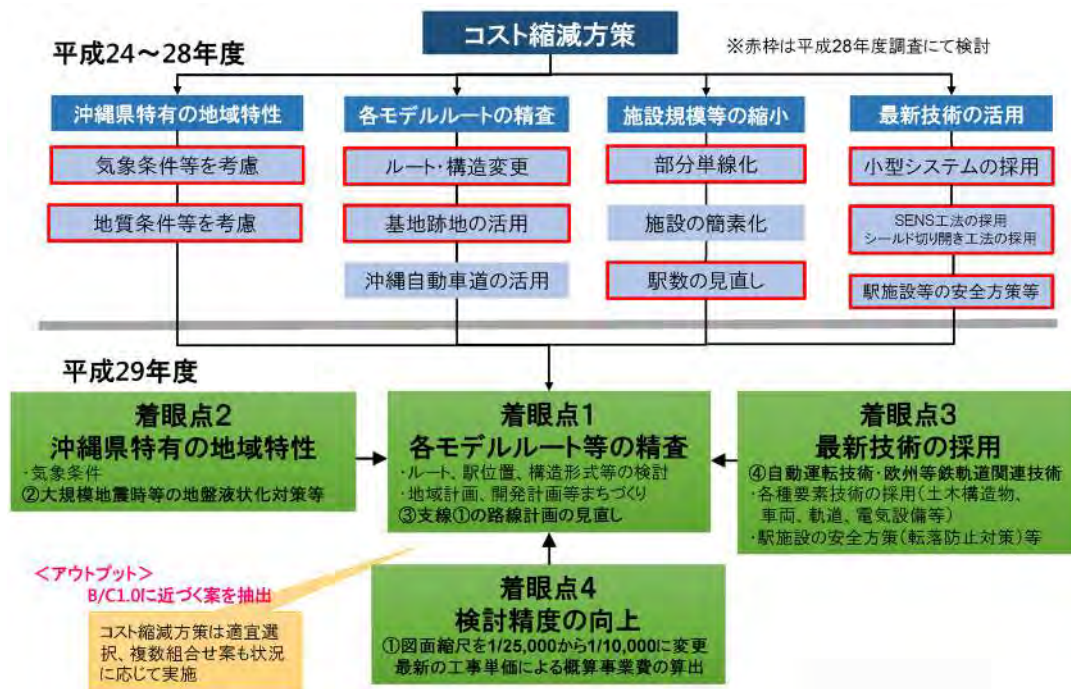 コスト縮減方策
平成24～28年度
※赤枠は平成28年度調査にて検討
沖縄県特有の地域特性
気象条件等を考慮
地質条件等を考慮
各モデルルートの精査
ルート・構造変更
基地跡地の活用
沖縄自動車道の活用
施設規模等の縮小
部分単線化
施設の簡素化
駅数の見直し
最新技術の活用
小型システムの採用
SENS工法の採用
シールド切り開き工法の採用
駅施設等の安全方策等
平成29年度
着眼点2
沖縄県特有の地域特性
・気象条件
②大規模地震時等の地盤液状化対策等
着眼点1
各モデルルート等の精査
・ルート、駅位置、構造形式等の検討
・地域計画、開発計画等まちづくり
③支線①の路線計画の見直し
着眼点3
最新技術の採用
④自動運転技術・欧州等鉄軌道関連技術
・各種要素技術の採用(土木構造物、
車両、軌道、電気設備等)
・駅施設の安全方策(転落防止対策)等
＜アウトプット＞
B/C1.0に近づく案を抽出
コスト縮減方策は適宜選
択、複数組合せ案も状況
に応じて実施
着眼点4
検討精度の向上
①図面縮尺を1/25,000から1/10,000に変更
最新の工事単価による概算事業費の算出